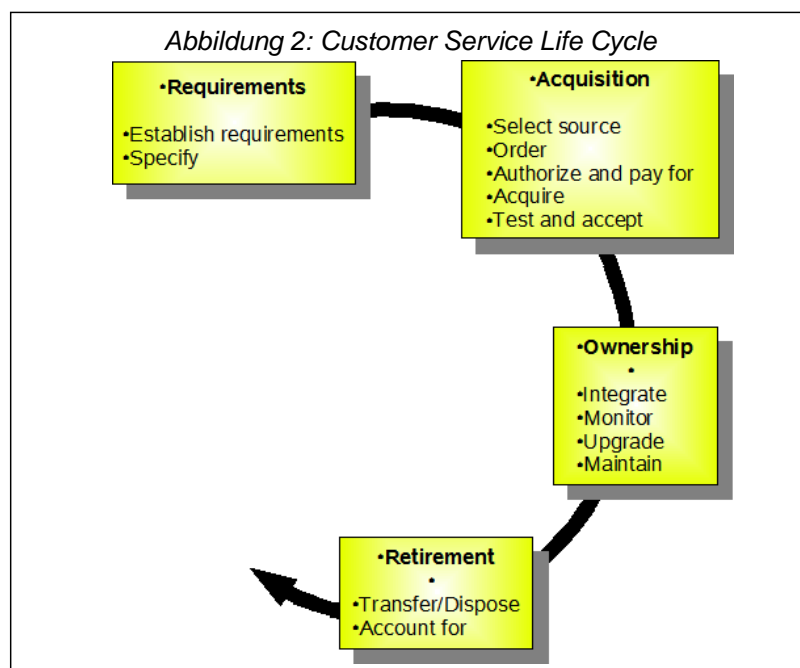 Abbildung 2: Customer Service Life Cycle
•Requirements
•Establish requirements
•Specify
•Acquisition
•Select source
•Order
•Authorize and pay for
•Acquire
•Test and accept
•Ownership
•
•Integrate
•Monitor
•Upgrade
•Maintain
•Retirement
•
•Transfer/Dispose
•Account for